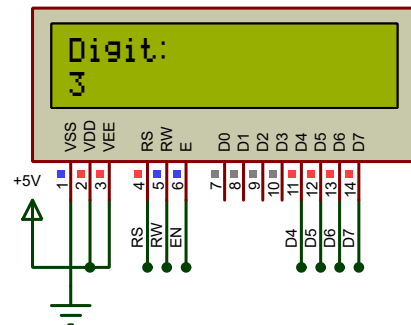 Digit:
3
VSS VDD VEE RS RW E D0 D1 D2 D3 D4 D5 D6 D7
+5V 1 2 3 4 5 6 7 8 9 10 11 12 13 14
RS RW EN D4 D5 D6 D7